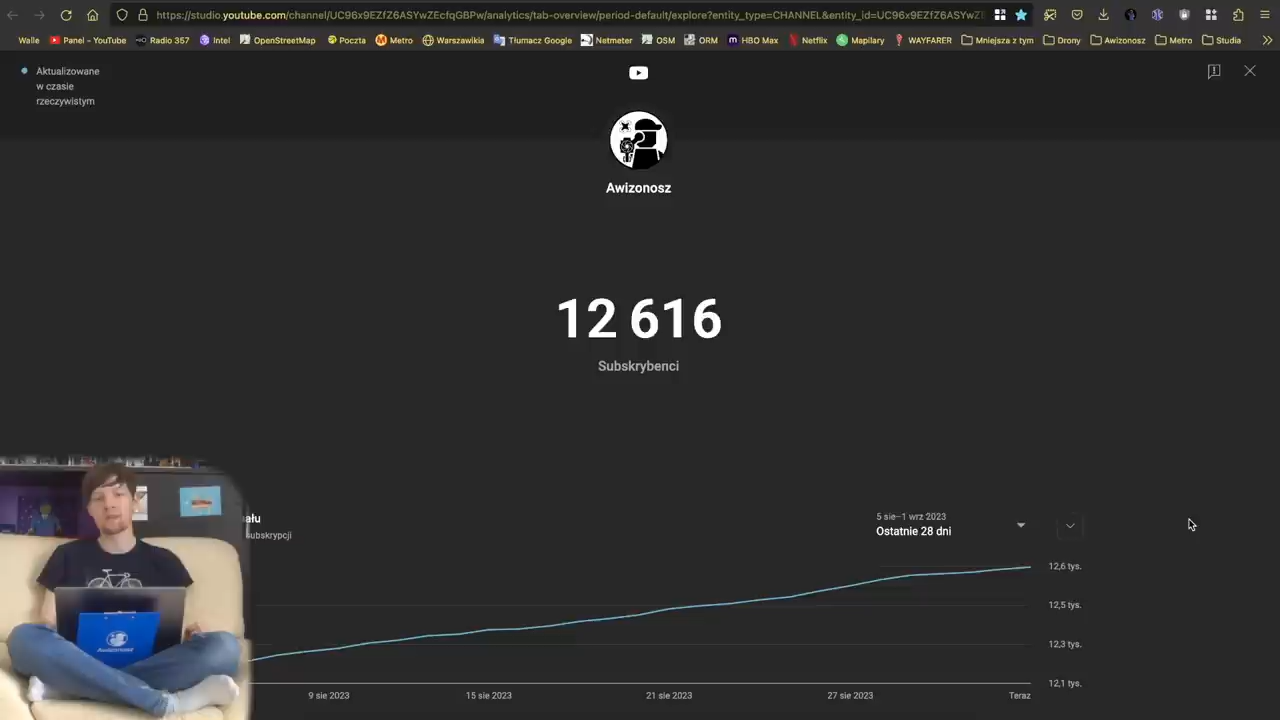 https://studio.youtube.com/channel/UC96x9EZfZ6ASYwZEcfqGBPw/analytics/tab-overview/period-default/explore?entity_type=CHANNEL&entity_id=UC96x9EZfZ6ASYwZ
Walle Panel - YouTube Radio 357 Intel OpenStreetMap Poczta Metro Warszawikia Tłumacz Google Netmeter OSM ORM HBO Max Netflix Mapilary WAYFARER Mniejsza z tym Drony Awizonosz Metro Studia
Aktualizowane
w czasie
rzeczywistym
Awizonosz
12 616
Subskrybenci
ału
subskrypcji
5 sie–1 wrz 2023
Ostatnie 28 dni
12,6 tys.
12,5 tys.
12,3 tys.
12,1 tys.
9 sie 2023 15 sie 2023 21 sie 2023 27 sie 2023 Teraz
Awizonosz